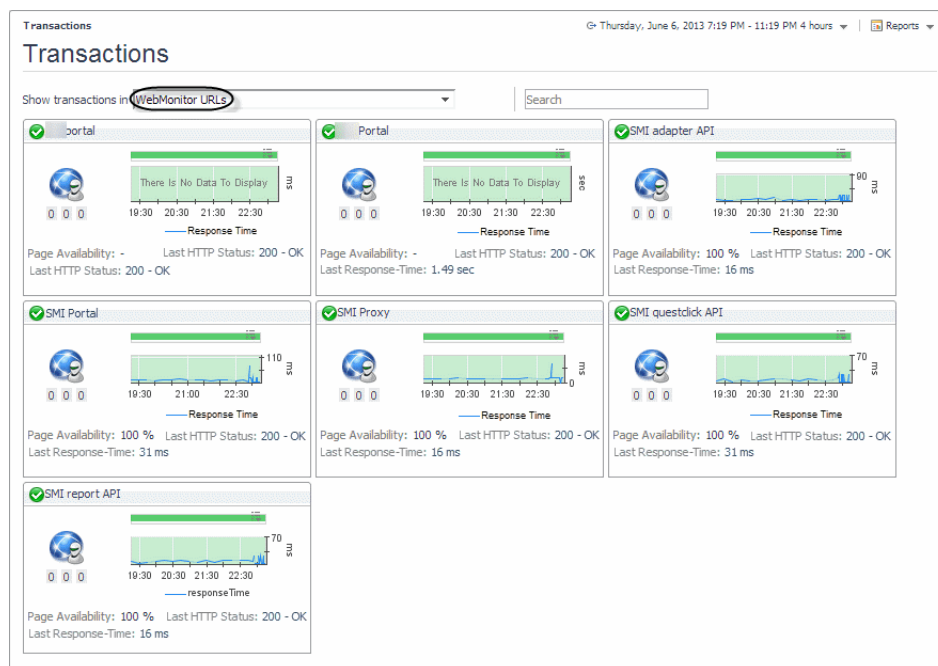 Transactions
Thursday, June 6, 2013 7:19 PM - 11:19 PM 4 hours
Reports
Transactions
Show transactions in WebMonitor URLs
Search
portal
There Is No Data To Display
ms
19:30 20:30 21:30 22:30
Response Time
0 0 0
Page Availability: - Last HTTP Status: 200 - OK
Last HTTP Status: 200 - OK
Portal
There Is No Data To Display
sec
19:30 20:30 21:30 22:30
Response Time
0 0 0
Page Availability: - Last HTTP Status: 200 - OK
Last Response-Time: 1.49 sec
SMI adapter API
90
ms
19:30 20:30 21:30 22:30
Response Time
0 0 0
Page Availability: 100 % Last HTTP Status: 200 - OK
Last Response-Time: 16 ms
SMI Portal
110
ms
19:30 21:00 22:30
Response Time
0 0 0
Page Availability: 100 % Last HTTP Status: 200 - OK
Last Response-Time: 31 ms
SMI Proxy
0
ms
19:30 20:30 21:30 22:30
Response Time
0 0 0
Page Availability: 100 % Last HTTP Status: 200 - OK
Last Response-Time: 16 ms
SMI questclick API
70
ms
19:30 20:30 21:30 22:30
Response Time
0 0 0
Page Availability: 100 % Last HTTP Status: 200 - OK
Last Response-Time: 31 ms
SMI report API
70
ms
19:30 20:30 21:30 22:30
responseTime
0 0 0
Page Availability: 100 % Last HTTP Status: 200 - OK
Last Response-Time: 16 ms